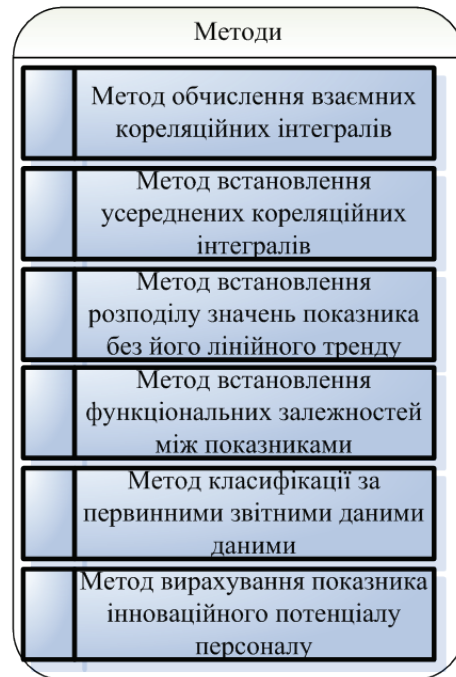 Методи
Метод обчислення взаємних
кореляційних інтегралів
Метод встановлення
усереднених кореляційних
інтегралів
Метод встановлення
розподілу значень показника
без його лінійного тренду
Метод встановлення
функціональних залежностей
між показниками
Метод класифікації за
первинними звітними даними
даними
Метод вирахування показника
інноваційного потенціалу
персоналу